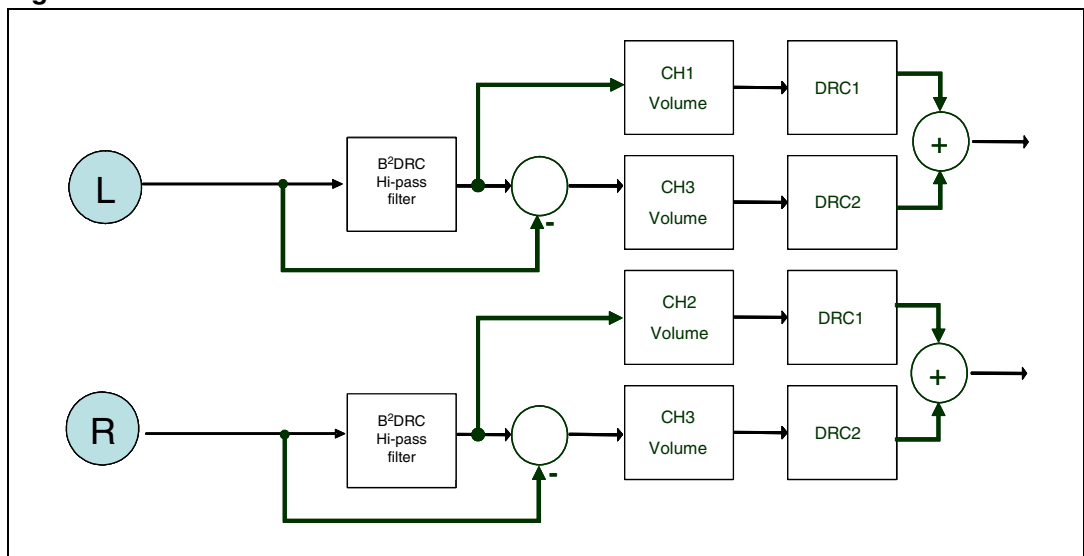 L
B²DRC
Hi-pass
filter
-
CH1
Volume
DRC1
CH3
Volume
DRC2
+
R
B²DRC
Hi-pass
filter
-
CH2
Volume
DRC1
CH3
Volume
DRC2
+